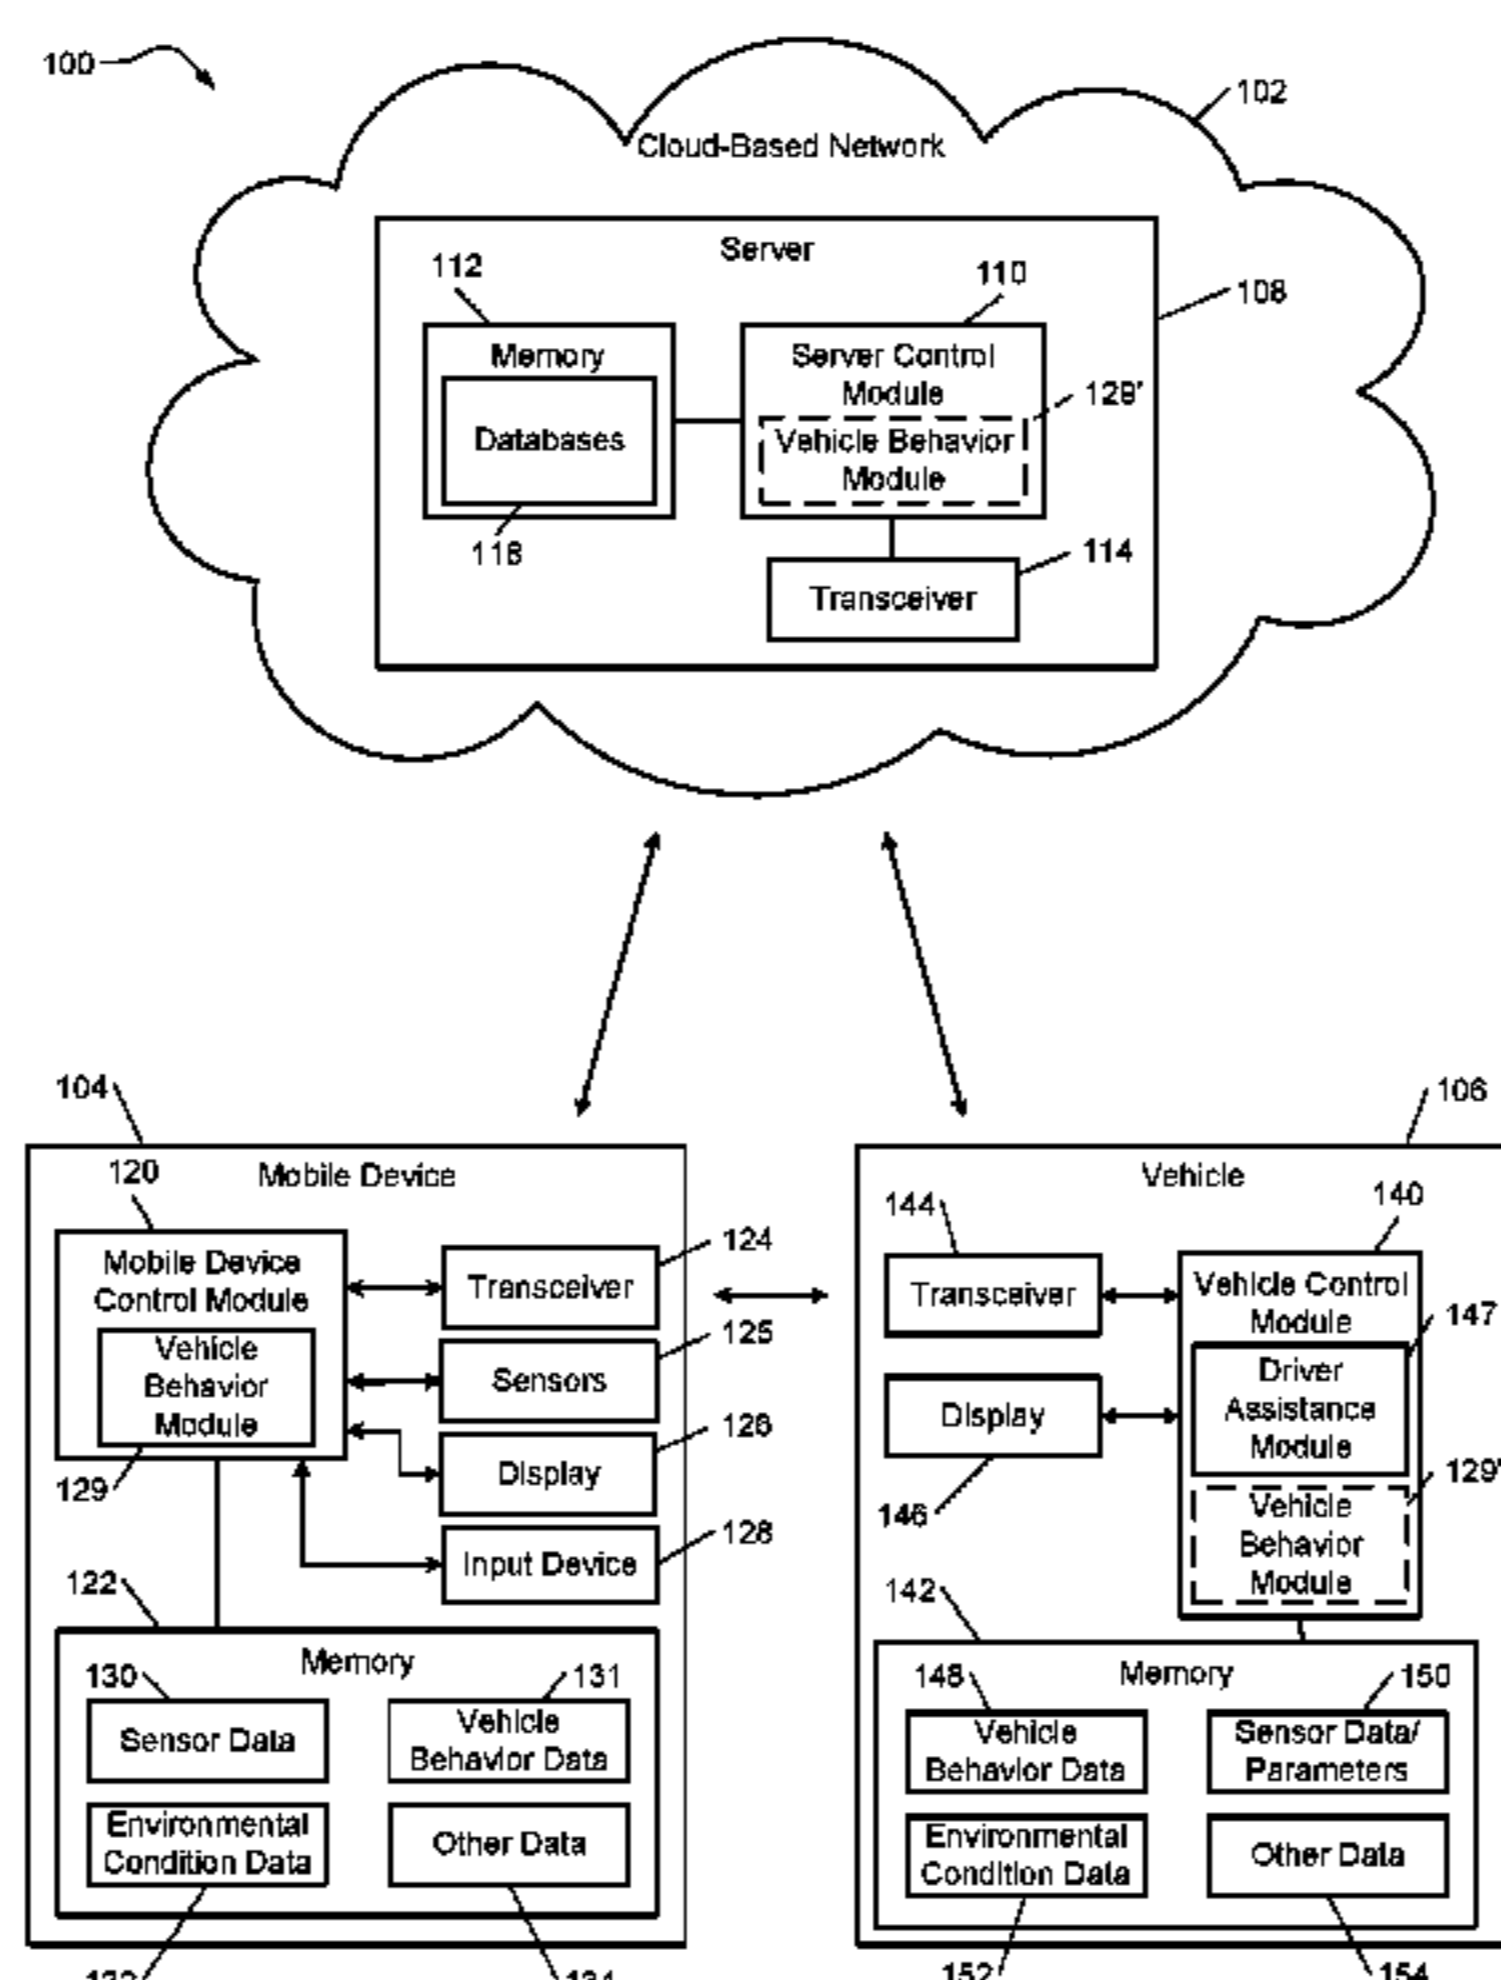 100
102
Cloud-Based Network
Server
112
110
108
Memory
Server Control
Module
129'
Databases
Vehicle Behavior
Module
118
114
Transceiver
104
106
120
Mobile Device
Vehicle
144
140
124
Mobile Device
Control Module
Transceiver
Transceiver
Vehicle Control
Module
147
125
Vehicle
Behavior
Module
Sensors
Display
Driver
Assistance
Module
126
129
Display
146
129'
Vehicle
Behavior
Module
128
Input Device
122
142
Memory
Memory
130
131
148
150
Sensor Data
Vehicle
Behavior Data
Vehicle
Behavior Data
Sensor Data/
Parameters
Environmental
Condition Data
Other Data
Environmental
Condition Data
Other Data
152
154